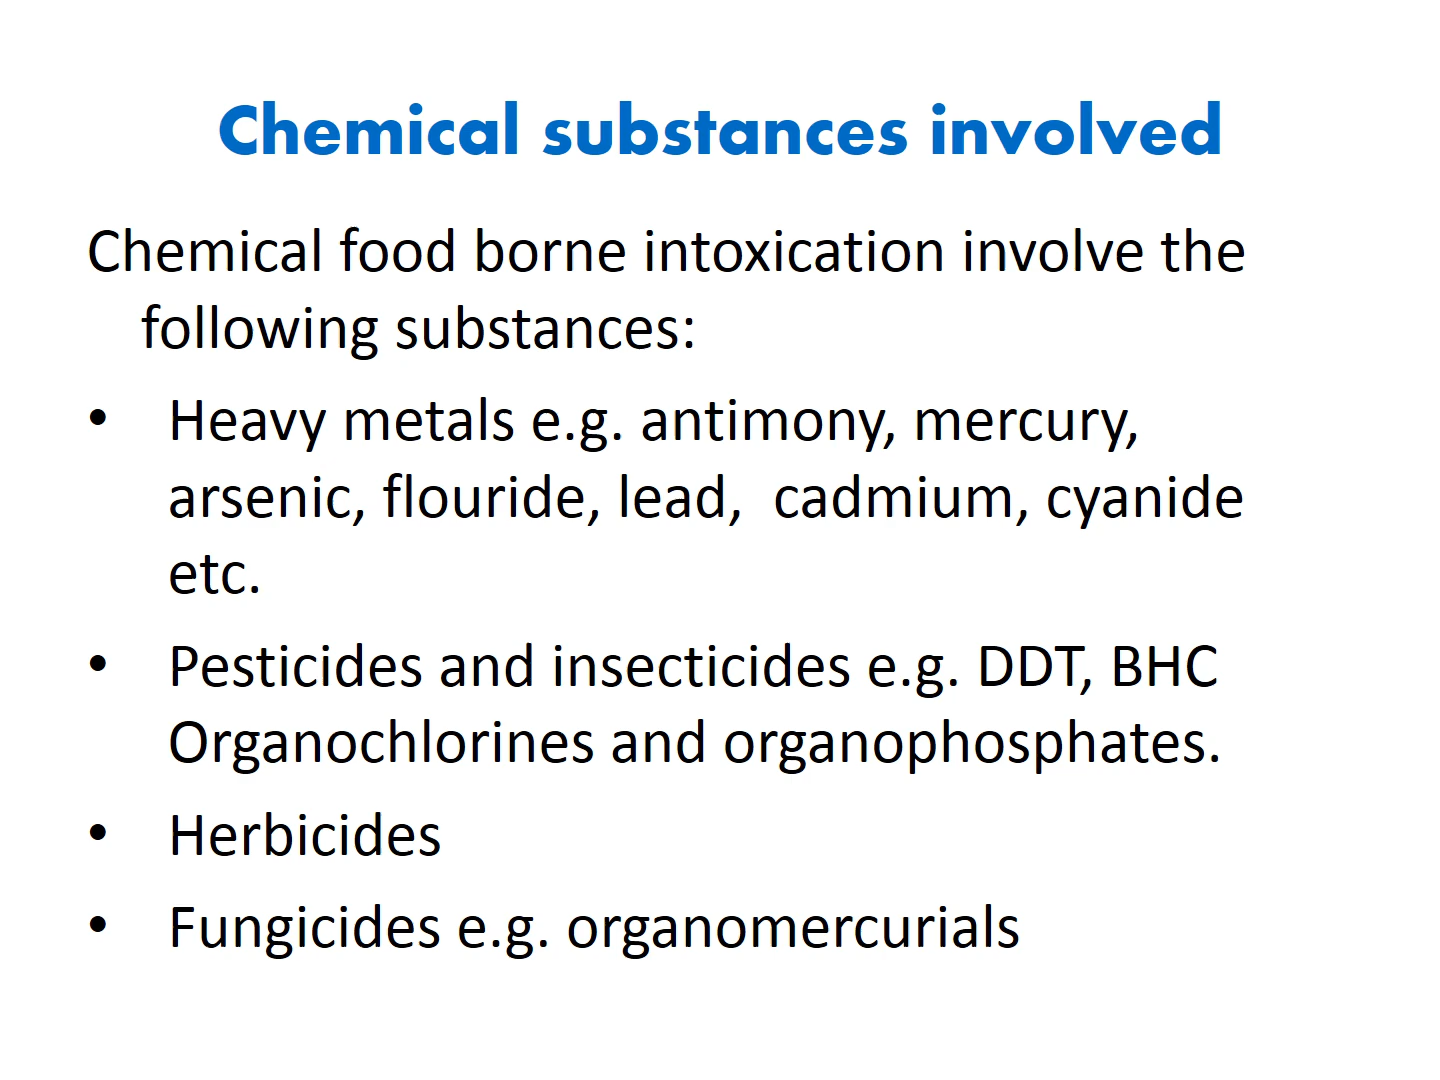 Chemical substances involved
Chemical food borne intoxication involve the
following substances:
• Heavy metals e.g. antimony, mercury,
arsenic, flouride, lead, cadmium, cyanide
etc.
• Pesticides and insecticides e.g. DDT, BHC
Organochlorines and organophosphates.
• Herbicides
• Fungicides e.g. organomercurials